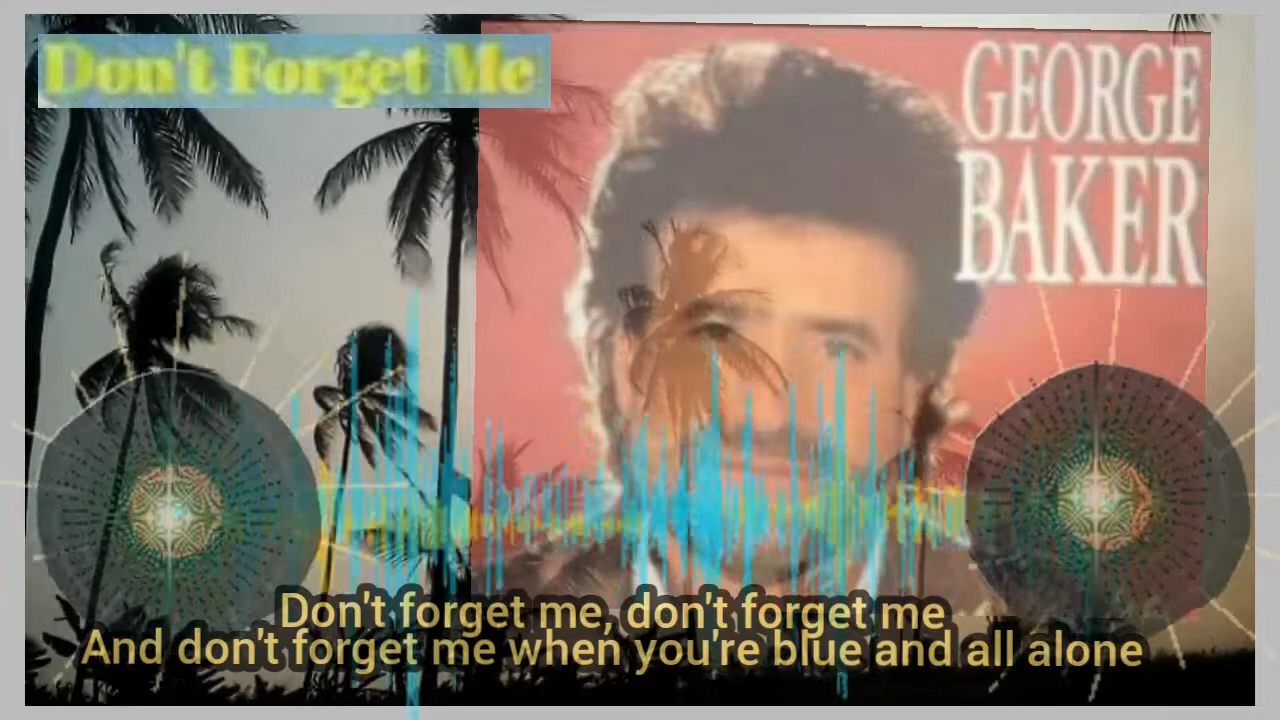 Don't Forget Me
GEORGE
BAKER
Don't forget me, don't forget me
And don't forget me when you're blue and all alone